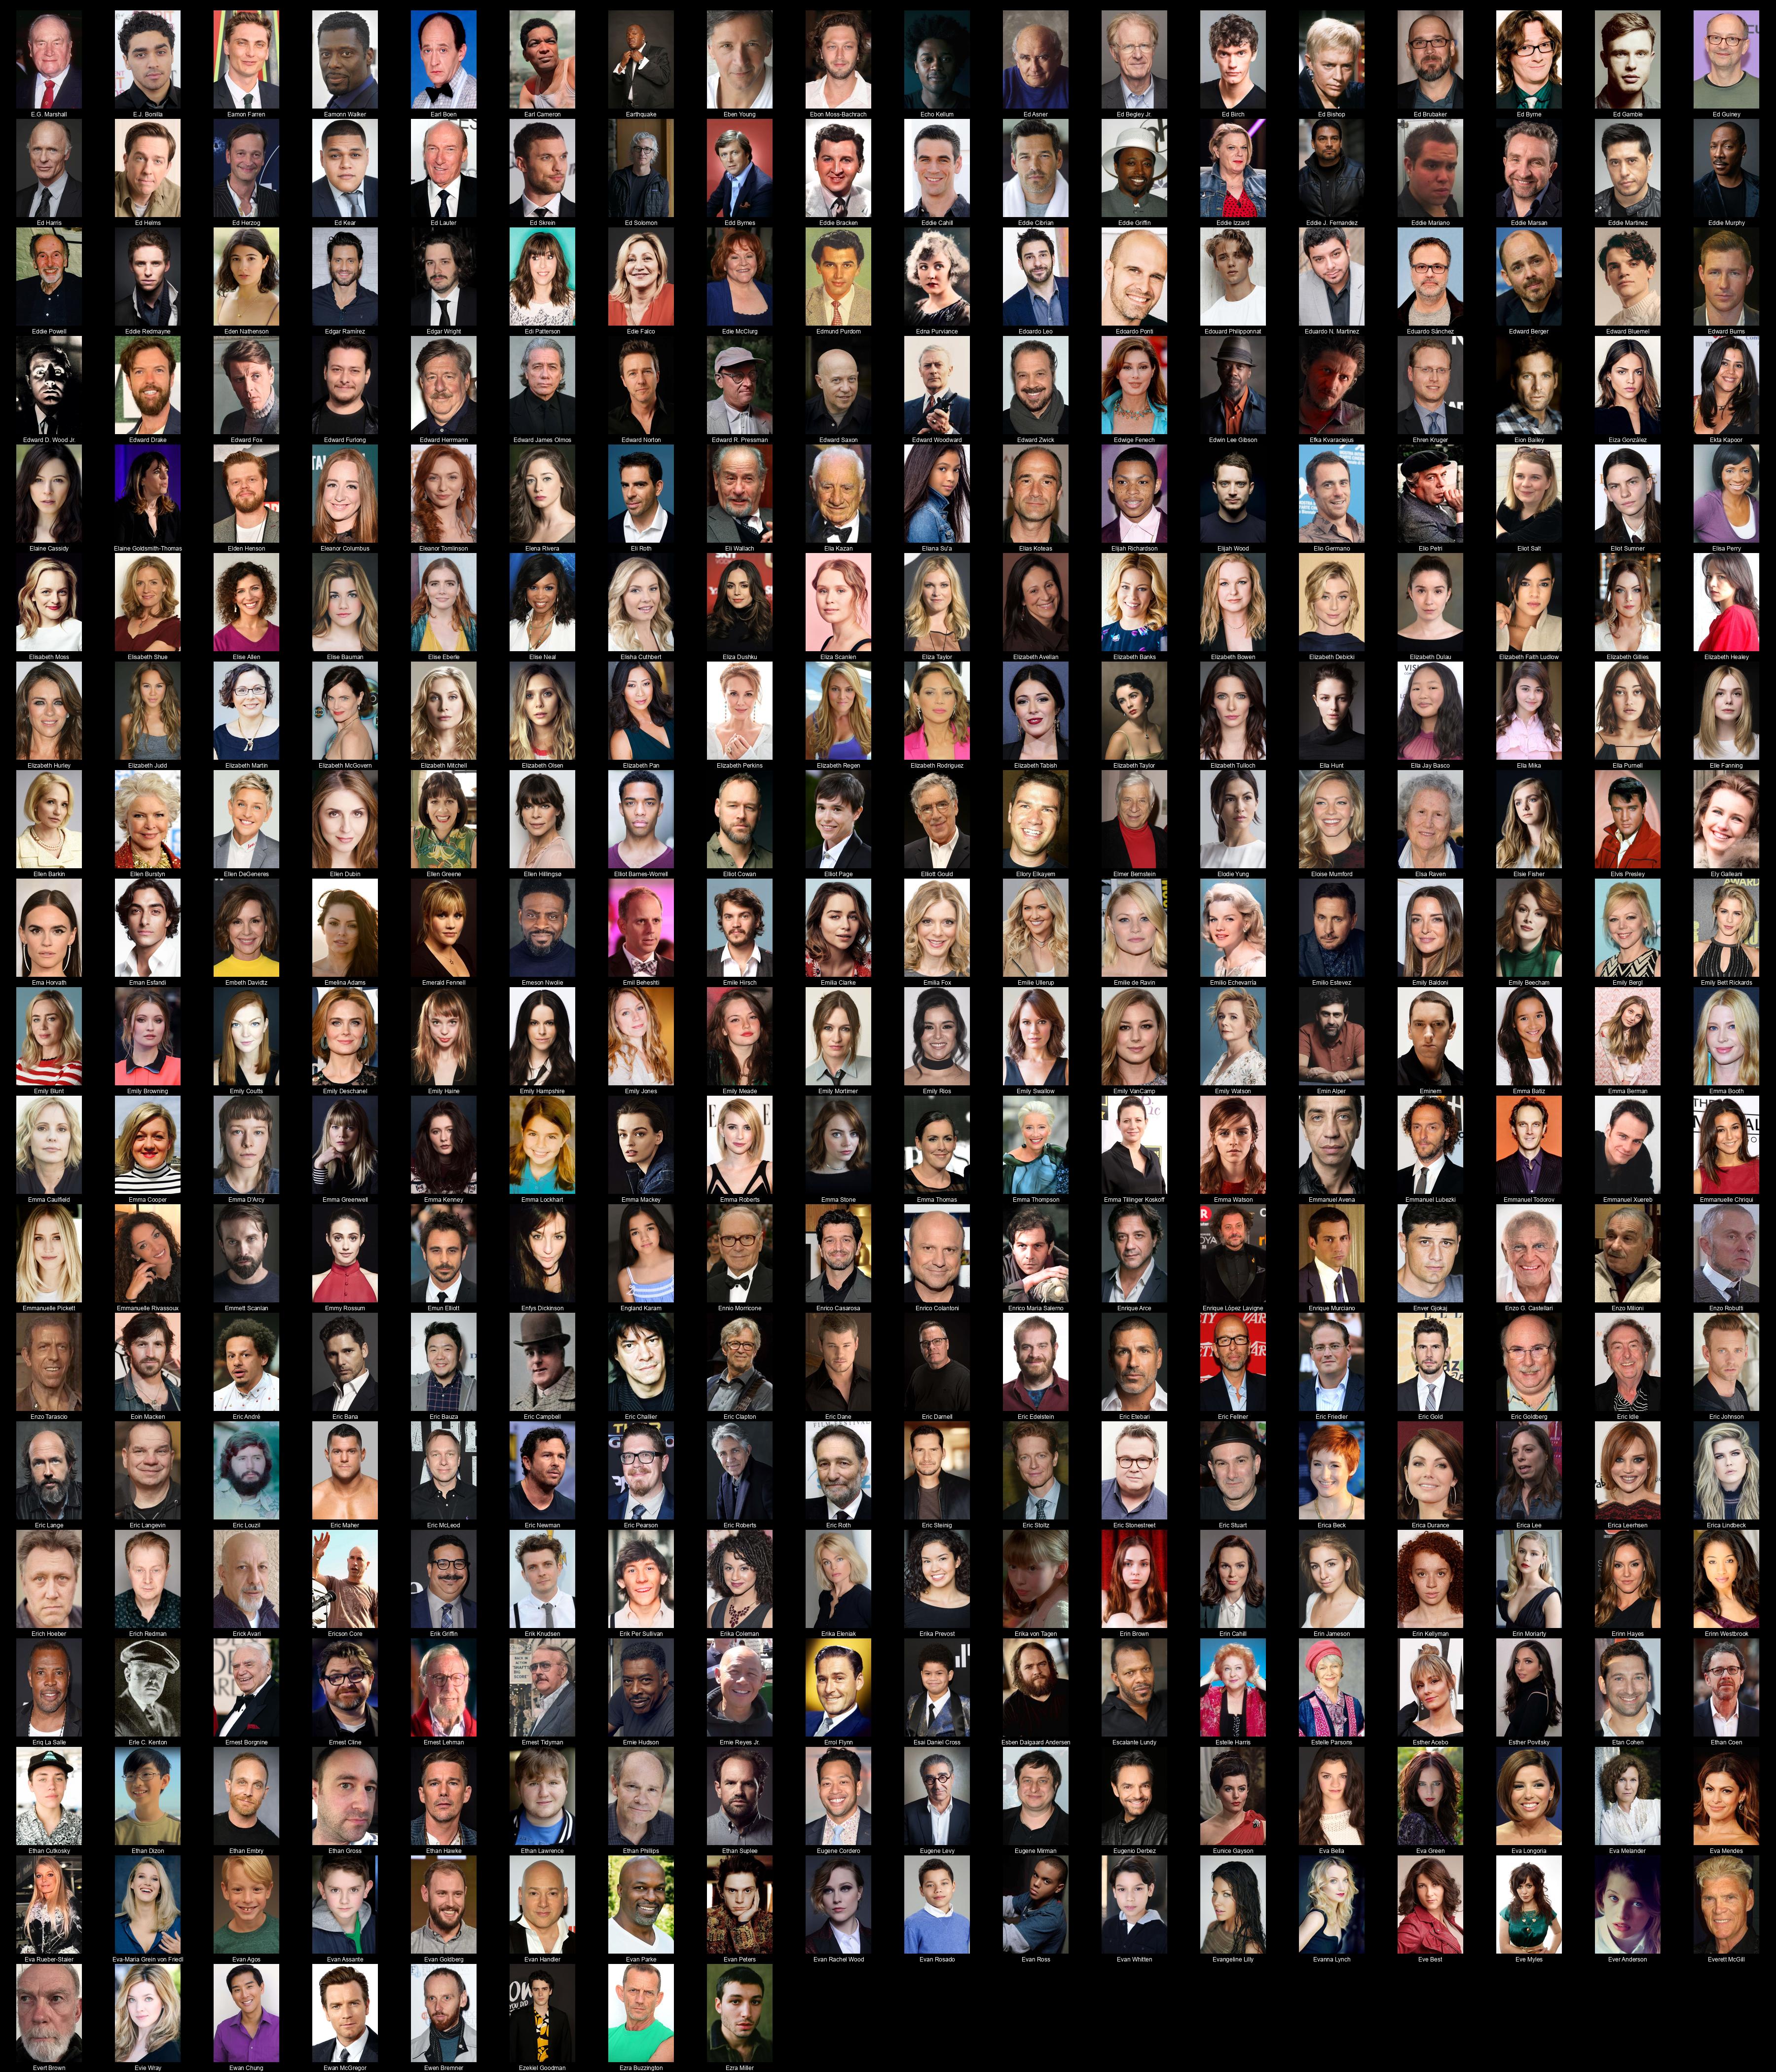 E.G. Marshall
E.J. Bonilla
Eamon Farren
Eamonn Walker
Earl Boen
Earl Cameron
Earthquake
Eben Young
Ebon Moss-Bachrach
Echo Kellum
Ed Asner
Ed Begley Jr.
Ed Birch
Ed Bishop
Ed Brubaker
Ed Byrne
Ed Gamble
Ed Guiney
Ed Harris
Ed Helms
Ed Herzog
Ed Kear
Ed Lauter
Ed Skrein
Ed Solomon
Edd Byrnes
Eddie Bracken
Eddie Cahill
Eddie Cibrian
Eddie Griffin
Eddie Izzard
Eddie J. Fernandez
Eddie Mariano
Eddie Marsan
Eddie Martinez
Eddie Murphy
Eddie Powell
Eddie Redmayne
Eden Nathenson
Edgar Ramírez
Edgar Wright
Edi Patterson
Edie Falco
Edie McClurg
Edmund Purdom
Edna Purviance
Edoardo Leo
Edoardo Ponti
Edouard Philipponnat
Eduardo N. Martinez
Eduardo Sánchez
Edward Berger
Edward Bluemel
Edward Burns
Edward D. Wood Jr.
Edward Drake
Edward Fox
Edward Furlong
Edward Herrmann
Edward James Olmos
Edward Norton
Edward R. Pressman
Edward Saxon
Edward Woodward
Edward Zwick
Edwige Fenech
Edwin Lee Gibson
Efka Kvaraciejus
Ehren Kruger
Eion Bailey
Eiza González
Ekta Kapoor
Elaine Cassidy
Elaine Goldsmith-Thomas
Elden Henson
Eleanor Columbus
Eleanor Tomlinson
Elena Rivera
Eli Roth
Eli Wallach
Elia Kazan
Eliana Su'a
Elias Koteas
Elijah Richardson
Elijah Wood
Elio Germano
Elio Petri
Eliot Salt
Eliot Sumner
Elisa Perry
Elisabeth Moss
Elisabeth Shue
Elise Allen
Elise Bauman
Elise Eberle
Elise Neal
Elisha Cuthbert
Eliza Dushku
Eliza Scanlen
Eliza Taylor
Elizabeth Avellan
Elizabeth Banks
Elizabeth Bowen
Elizabeth Debicki
Elizabeth Dulau
Elizabeth Faith Ludlow
Elizabeth Gillies
Elizabeth Healey
Elizabeth Hurley
Elizabeth Judd
Elizabeth Martin
Elizabeth McGovern
Elizabeth Mitchell
Elizabeth Olsen
Elizabeth Pan
Elizabeth Perkins
Elizabeth Regen
Elizabeth Rodriguez
Elizabeth Tabish
Elizabeth Taylor
Elizabeth Tulloch
Ella Hunt
Ella Jay Basco
Ella Mika
Ella Purnell
Elle Fanning
Ellen Barkin
Ellen Burstyn
Ellen DeGeneres
Ellen Dubin
Ellen Greene
Ellen Hillingsø
Elliot Barnes-Worrell
Elliot Cowan
Elliot Page
Elliott Gould
Ellory Elkayem
Elmer Bernstein
Elodie Yung
Eloise Mumford
Elsa Raven
Elsie Fisher
Elvis Presley
Ely Galleani
Ema Horvath
Eman Esfandi
Embeth Davidtz
Emelina Adams
Emerald Fennell
Emeson Nwolie
Emil Beheshti
Emile Hirsch
Emilia Clarke
Emilia Fox
Emilie Ullerup
Emilie de Ravin
Emilio Echevarría
Emilio Estevez
Emily Baldoni
Emily Beecham
Emily Bergl
Emily Bett Rickards
Emily Blunt
Emily Browning
Emily Coutts
Emily Deschanel
Emily Haine
Emily Hampshire
Emily Jones
Emily Meade
Emily Mortimer
Emily Rios
Emily Swallow
Emily VanCamp
Emily Watson
Emin Alper
Eminem
Emma Batiz
Emma Berman
Emma Booth
Emma Caulfield
Emma Cooper
Emma D'Arcy
Emma Greenwell
Emma Kenney
Emma Lockhart
Emma Mackey
Emma Roberts
Emma Stone
Emma Thomas
Emma Thompson
Emma Tillinger Koskoff
Emma Watson
Emmanuel Avena
Emmanuel Lubezki
Emmanuel Todorov
Emmanuel Xuereb
Emmanuelle Chriqui
Emmanuelle Pickett
Emmanuelle Rivassoux
Emmett Scanlan
Emmy Rossum
Emun Elliott
Enfys Dickinson
England Karam
Ennio Morricone
Enrico Casarosa
Enrico Colantoni
Enrico Maria Salerno
Enrique Arce
Enrique López Lavigne
Enrique Murciano
Enver Gjokaj
Enzo G. Castellari
Enzo Milioni
Enzo Robutti
Enzo Tarascio
Eoin Macken
Eric André
Eric Bana
Eric Bauza
Eric Campbell
Eric Challier
Eric Clapton
Eric Dane
Eric Darnell
Eric Edelstein
Eric Etebari
Eric Fellner
Eric Friedler
Eric Gold
Eric Goldberg
Eric Idle
Eric Johnson
Eric Lange
Eric Langevin
Eric Louzil
Eric Maher
Eric McLeod
Eric Newman
Eric Pearson
Eric Roberts
Eric Roth
Eric Steinig
Eric Stoltz
Eric Stonestreet
Eric Stuart
Erica Beck
Erica Durance
Erica Lee
Erica Leerhsen
Erica Lindbeck
Erich Hoeber
Erich Redman
Erick Avari
Ericson Core
Erik Griffin
Erik Knudsen
Erik Per Sullivan
Erika Coleman
Erika Eleniak
Erika Prevost
Erika von Tagen
Erin Brown
Erin Cahill
Erin Jameson
Erin Kellyman
Erin Moriarty
Erinn Hayes
Erinn Westbrook
Eriq La Salle
Erle C. Kenton
Ernest Borgnine
Ernest Cline
Ernest Lehman
Ernest Tidyman
Ernie Hudson
Ernie Reyes Jr.
Errol Flynn
Esai Daniel Cross
Esben Dalgaard Andersen
Escalante Lundy
Estelle Harris
Estelle Parsons
Esther Acebo
Esther Povitsky
Etan Cohen
Ethan Coen
Ethan Cutkosky
Ethan Dizon
Ethan Embry
Ethan Gross
Ethan Hawke
Ethan Lawrence
Ethan Phillips
Ethan Suplee
Eugene Cordero
Eugene Levy
Eugene Mirman
Eugenio Derbez
Eunice Gayson
Eva Bella
Eva Green
Eva Longoria
Eva Melander
Eva Mendes
Eva Rueber-Staier
Eva-Maria Grein von Friedl
Evan Agos
Evan Assante
Evan Goldberg
Evan Handler
Evan Parke
Evan Peters
Evan Rachel Wood
Evan Rosado
Evan Ross
Evan Whitten
Evangeline Lilly
Evanna Lynch
Eve Best
Eve Myles
Ever Anderson
Everett McGill
Evert Brown
Evie Wray
Ewan Chung
Ewan McGregor
Ewen Bremner
Ezekiel Goodman
Ezra Buzzington
Ezra Miller